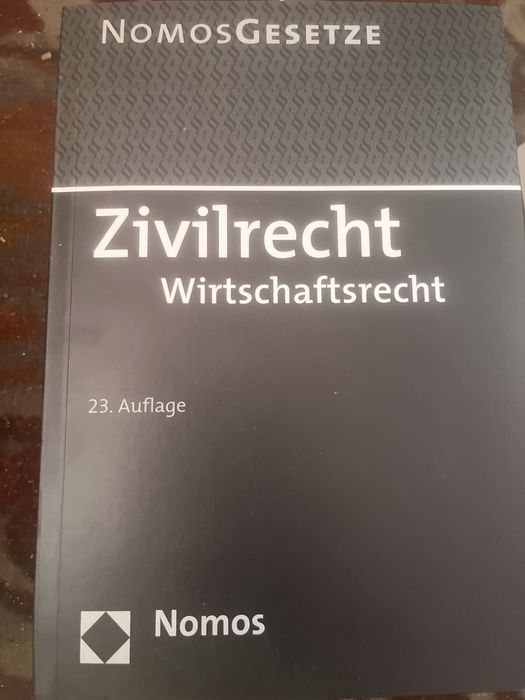 NOMOSGESETZE
Zivilrecht
Wirtschaftsrecht
23. Auflage
Nomos